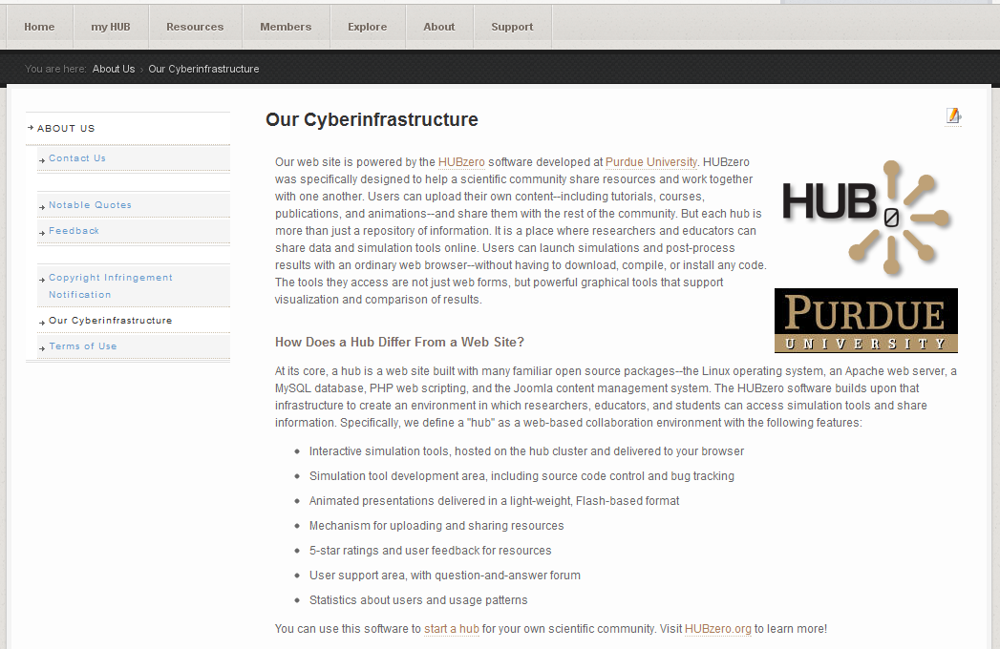 Home myHUB Resources Members Explore About Support
You are here: About Us › Our Cyberinfrastructure
ABOUT US
Contact Us
Notable Quotes
Feedback
Copyright Infringement
Notification
Our Cyberinfrastructure
Terms of Use
Our Cyberinfrastructure
Our web site is powered by the HUBzero software developed at Purdue University. HUBzero
was specifically designed to help a scientific community share resources and work together
with one another. Users can upload their own content--including tutorials, courses,
publications, and animations--and share them with the rest of the community. But each hub is
more than just a repository of information. It is a place where researchers and educators can
share data and simulation tools online. Users can launch simulations and post-process
results with an ordinary web browser--without having to download, compile, or install any code.
The tools they access are not just web forms, but powerful graphical tools that support
visualization and comparison of results.
HUB 0
PURDUE
UNIVERSITY
How Does a Hub Differ From a Web Site?
At its core, a hub is a web site built with many familiar open source packages--the Linux operating system, an Apache web server, a
MySQL database, PHP web scripting, and the Joomla content management system. The HUBzero software builds upon that
infrastructure to create an environment in which researchers, educators, and students can access simulation tools and share
information. Specifically, we define a "hub" as a web-based collaboration environment with the following features:
• Interactive simulation tools, hosted on the hub cluster and delivered to your browser
• Simulation tool development area, including source code control and bug tracking
• Animated presentations delivered in a light-weight, Flash-based format
• Mechanism for uploading and sharing resources
• 5-star ratings and user feedback for resources
• User support area, with question-and-answer forum
• Statistics about users and usage patterns
You can use this software to start a hub for your own scientific community. Visit HUBzero.org to learn more!